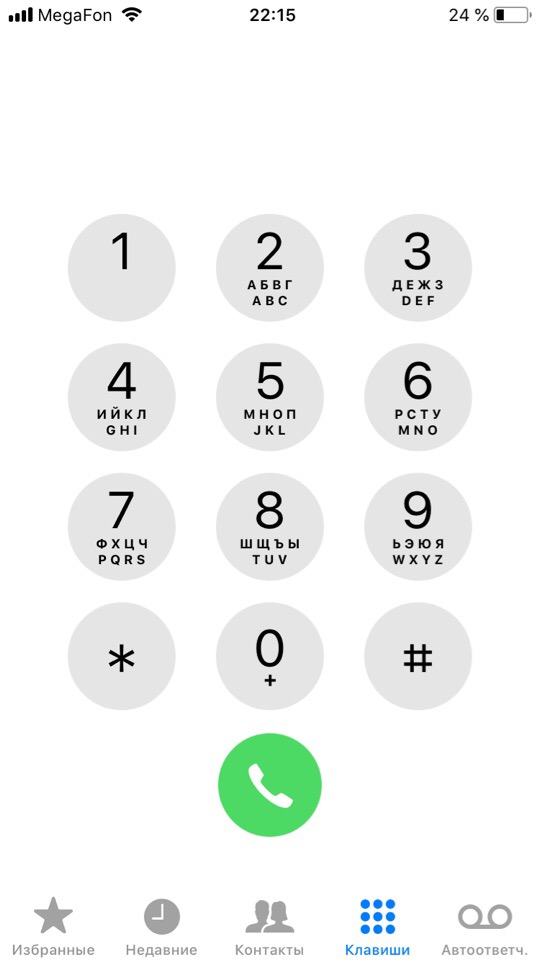 MegaFon 22:15 24 %
1 2 3
АБВГ ДЕЖЗ
ABC DEF
4 5 6
ИЙКЛ МНОП РСТУ
GHI JKL MNO
7 8 9
ФХЦЧ ШЩЪЫ ЬЭЮЯ
PQRS TUV WXYZ
* 0 #
+
Избранные Недавние Контакты Клавиши Автоответч.